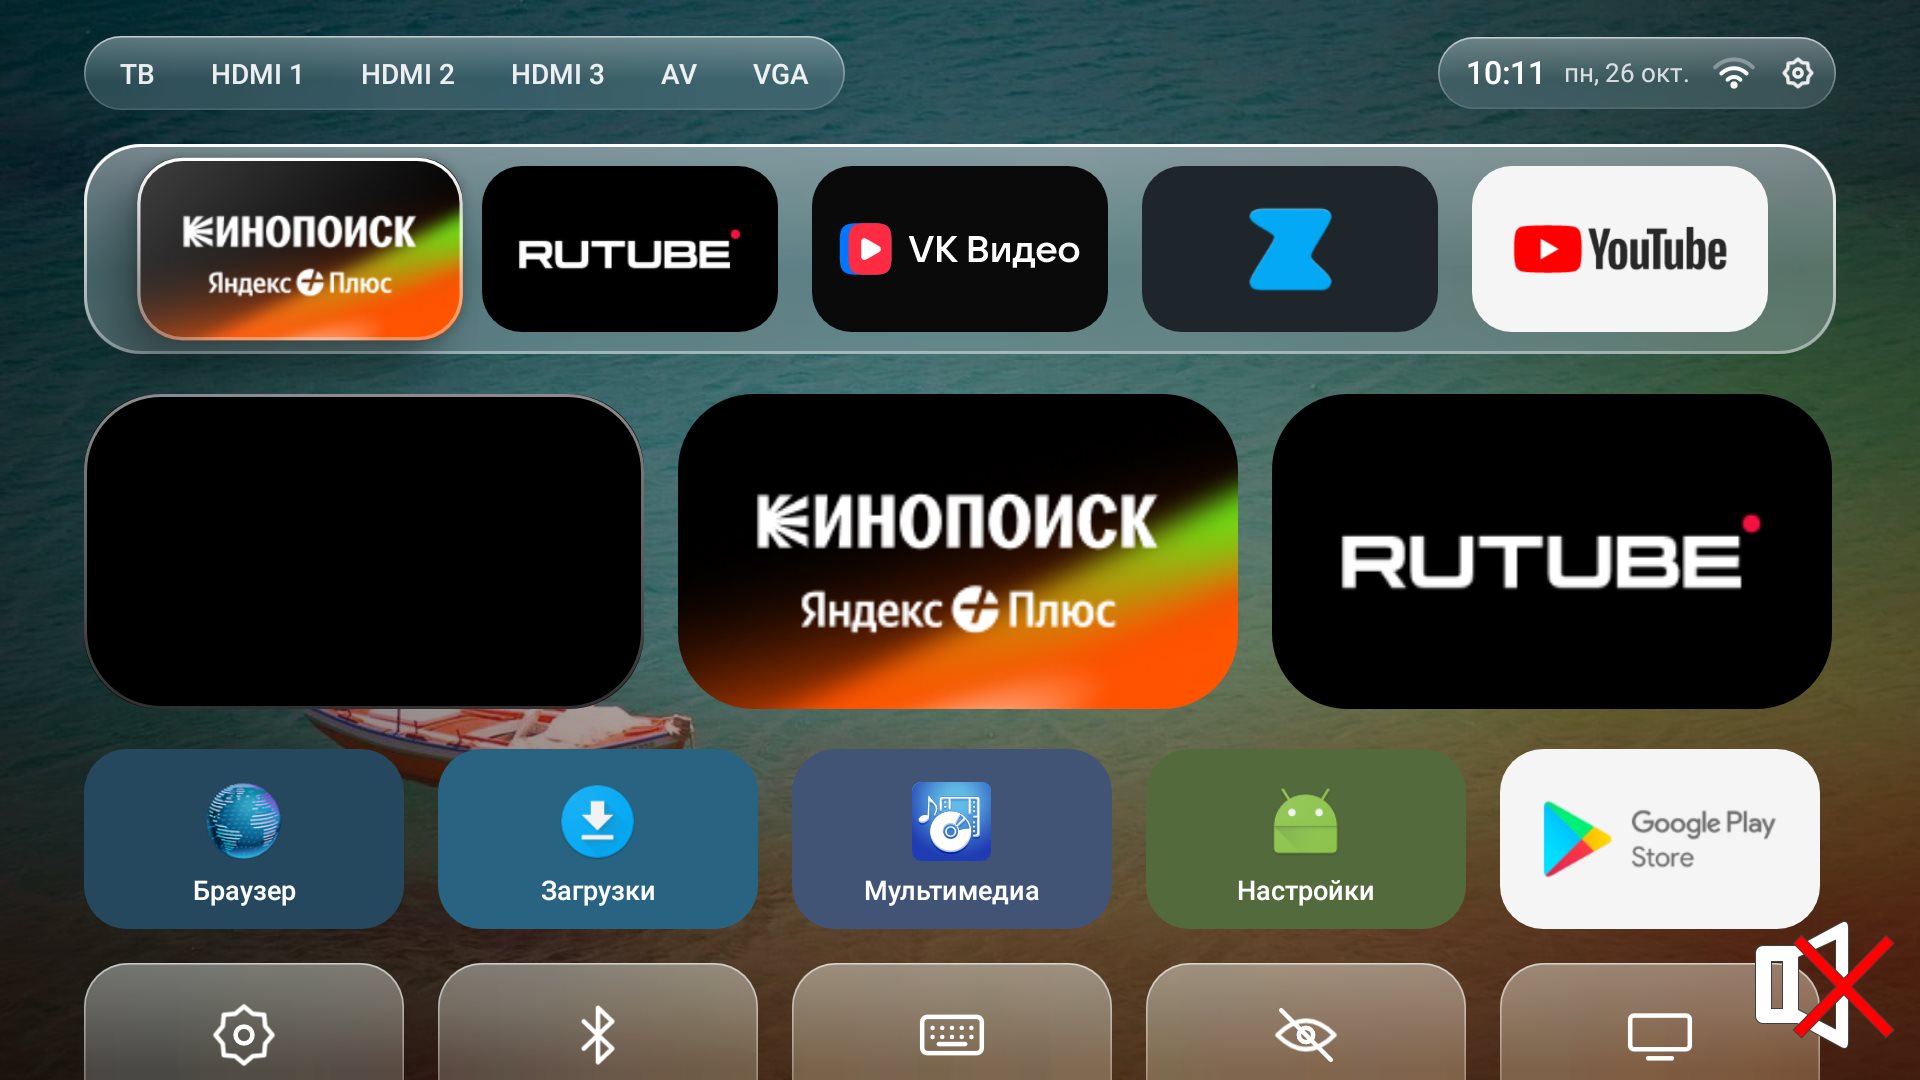 ТВ HDMI 1 HDMI 2 HDMI 3 AV VGA
10:11 пн, 26 окт.
КИНОПОИСК
Яндекс Плюс
RUTUBE
VK Видео
YouTube
КИНОПОИСК
Яндекс Плюс
RUTUBE
Браузер
Загрузки
Мультимедиа
Настройки
Google Play
Store